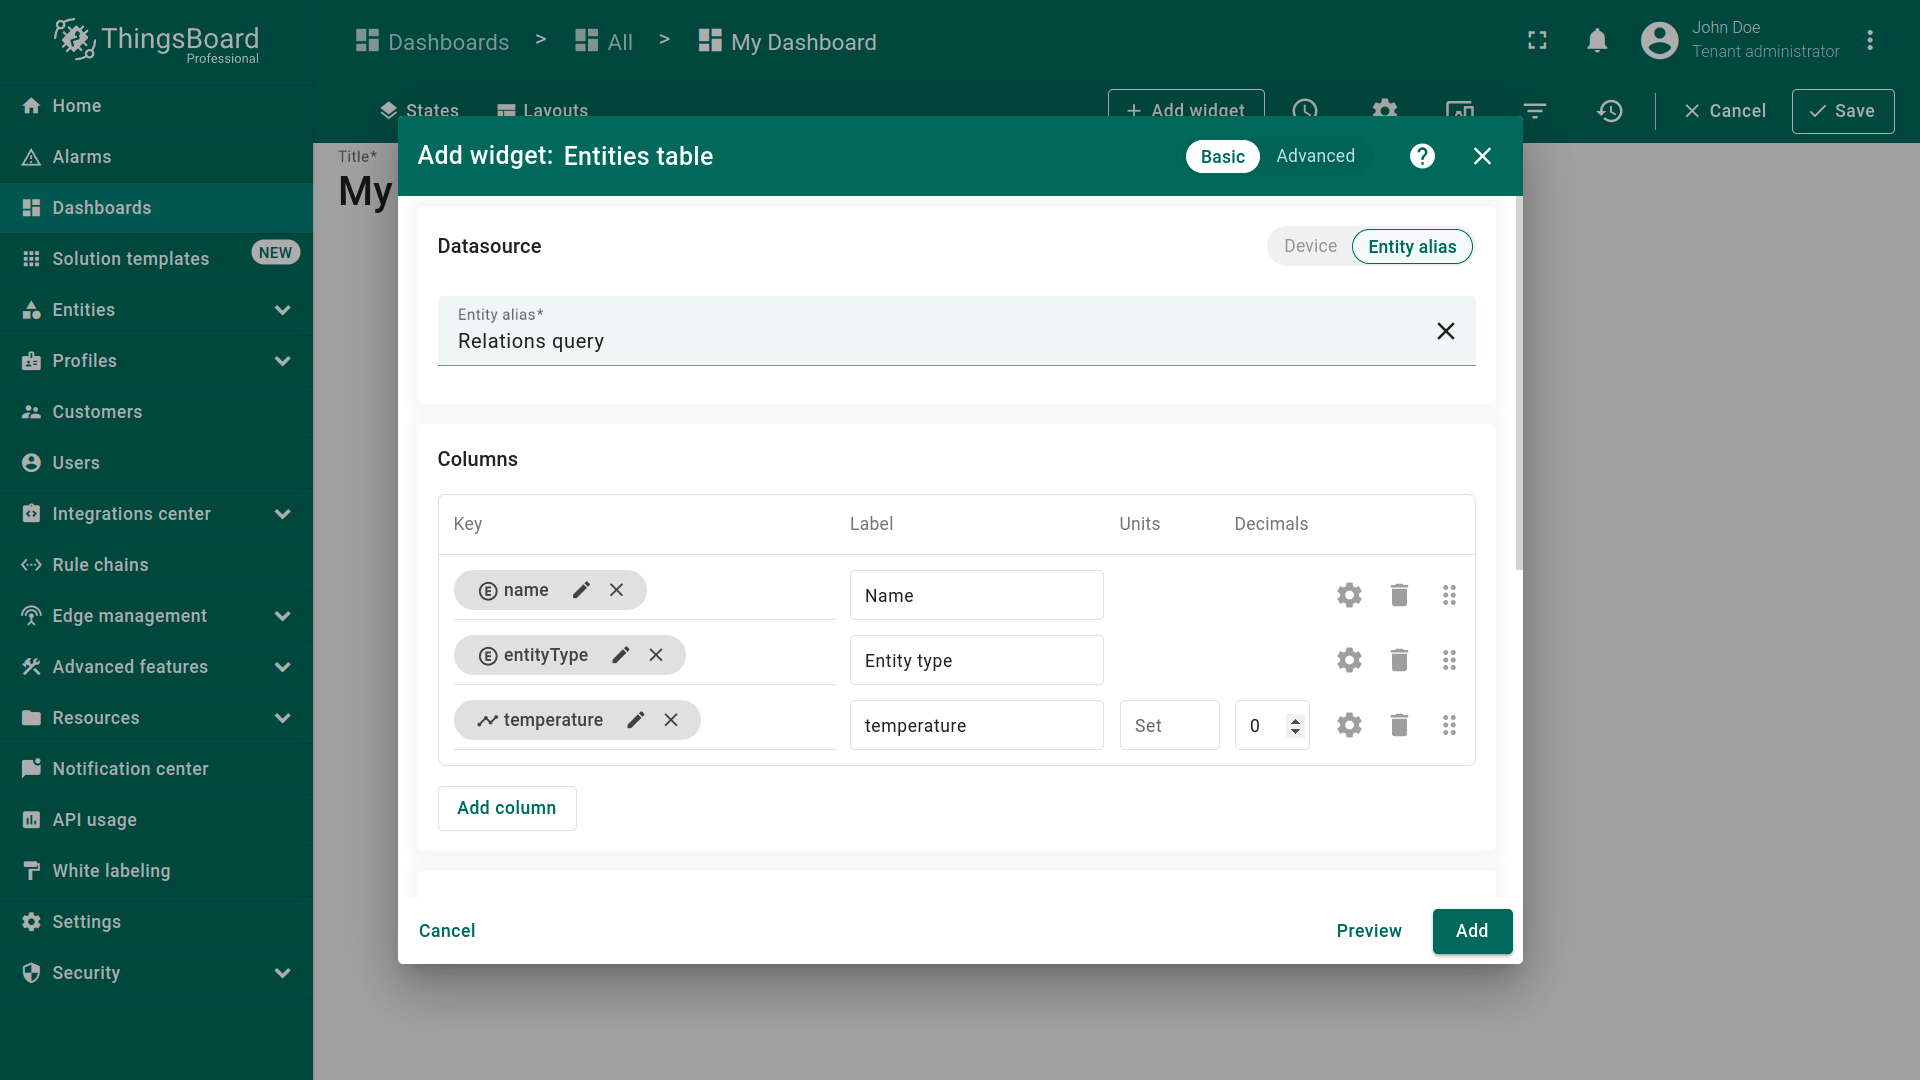 ThingsBoard
Professional
Dashboards > All > My Dashboard
John Doe
Tenant administrator
Home
Alarms
Dashboards
Solution templates NEW
Entities
Profiles
Customers
Users
Integrations center
Rule chains
Edge management
Advanced features
Resources
Notification center
API usage
White labeling
Settings
Security
States Layouts + Add widget Cancel Save
Title*
My
Add widget: Entities table Basic Advanced ?
Datasource Device Entity alias
Entity alias*
Relations query
Columns
Key Label Units Decimals
E name Name
E entityType Entity type
temperature temperature Set 0
Add column
Cancel Preview Add